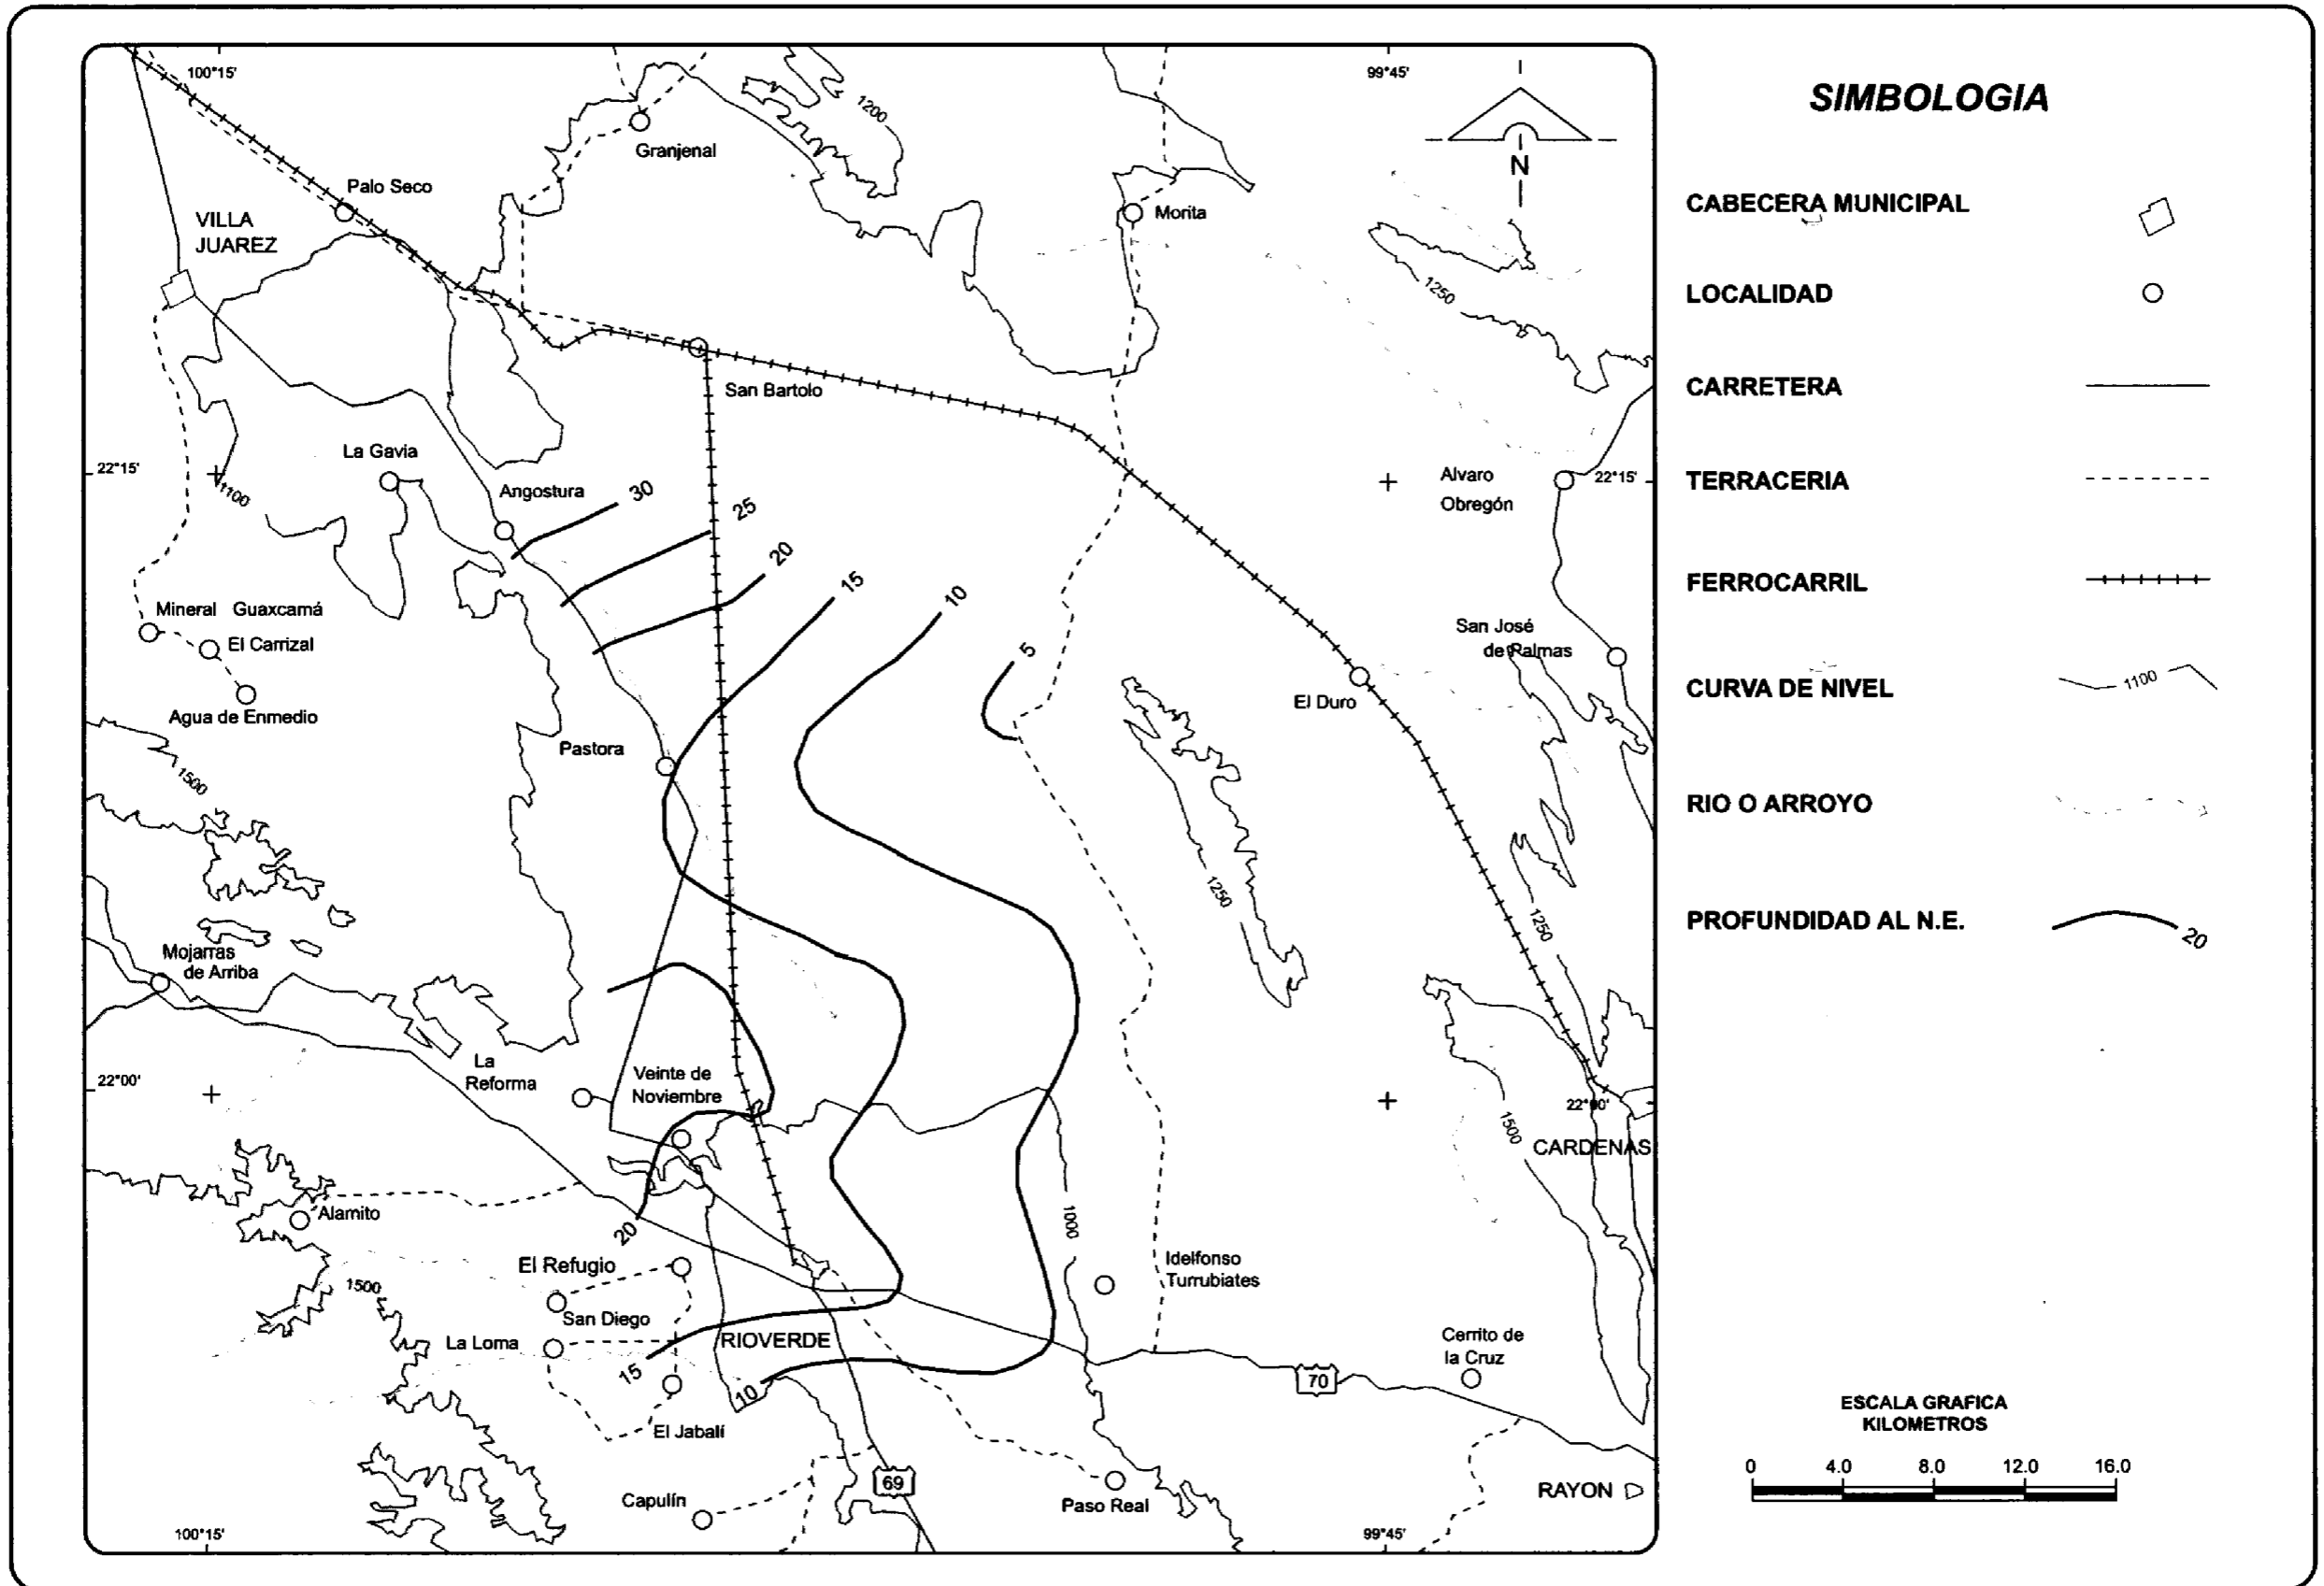 100°15'
99°45'
1200
Granjenal
N
Palo Seco
VILLA
JUAREZ
Morita
1250
San Bartolo
La Gavia
22°15'
1100
Angostura
30
25
20
15
10
5
Alvaro
Obregón
22°15'
Mineral Guaxcamá
El Carrizal
Agua de Enmedio
San José
de Palmas
El Duro
Pastora
1500
1250
1250
Mojarras
de Arriba
La
Reforma
Veinte de
Noviembre
22°00'
22°00'
1500
CARDENAS
Alamito
20
1000
El Refugio
Idelfonso
Turrubiates
1500
San Diego
La Loma
RIOVERDE
15
10
El Jabalí
70
Cerrito de
la Cruz
69
Capulín
Paso Real
RAYON
100°15'
99°45'
SIMBOLOGIA
CABECERA MUNICIPAL
LOCALIDAD
CARRETERA
TERRACERIA
FERROCARRIL
CURVA DE NIVEL
1100
RIO O ARROYO
PROFUNDIDAD AL N.E.
20
ESCALA GRAFICA
KILOMETROS
0 4.0 8.0 12.0 16.0